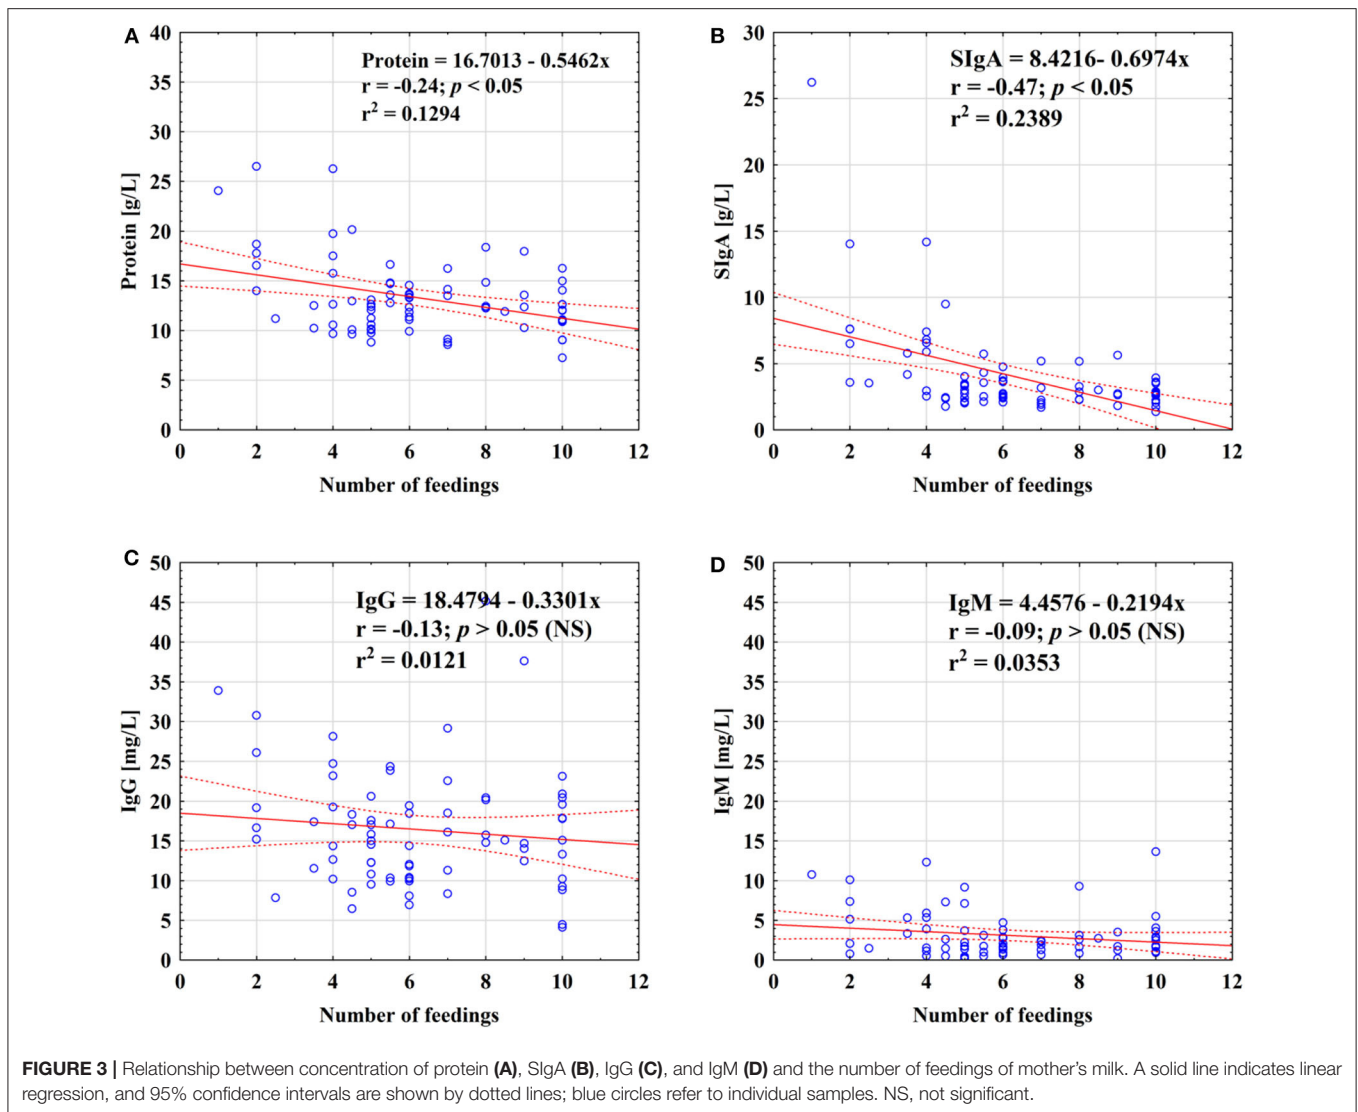 A
Protein = 16.7013 - 0.5462x
r = -0.24; p < 0.05
r² = 0.1294
Protein [g/L]
40
35
30
25
20
15
10
5
0
0 2 4 6 8 10 12
Number of feedings
B
SIgA = 8.4216- 0.6974x
r = -0.47; p < 0.05
r² = 0.2389
SIgA [g/L]
30
25
20
15
10
5
0
0 2 4 6 8 10 12
Number of feedings
C
IgG = 18.4794 - 0.3301x
r = -0.13; p > 0.05 (NS)
r² = 0.0121
IgG [mg/L]
50
45
40
35
30
25
20
15
10
5
0
0 2 4 6 8 10 12
Number of feedings
D
IgM = 4.4576 - 0.2194x
r = -0.09; p > 0.05 (NS)
r² = 0.0353
IgM [mg/L]
50
45
40
35
30
25
20
15
10
5
0
0 2 4 6 8 10 12
Number of feedings
FIGURE 3 | Relationship between concentration of protein (A), SIgA (B), IgG (C), and IgM (D) and the number of feedings of mother's milk. A solid line indicates linear
regression, and 95% confidence intervals are shown by dotted lines; blue circles refer to individual samples. NS, not significant.